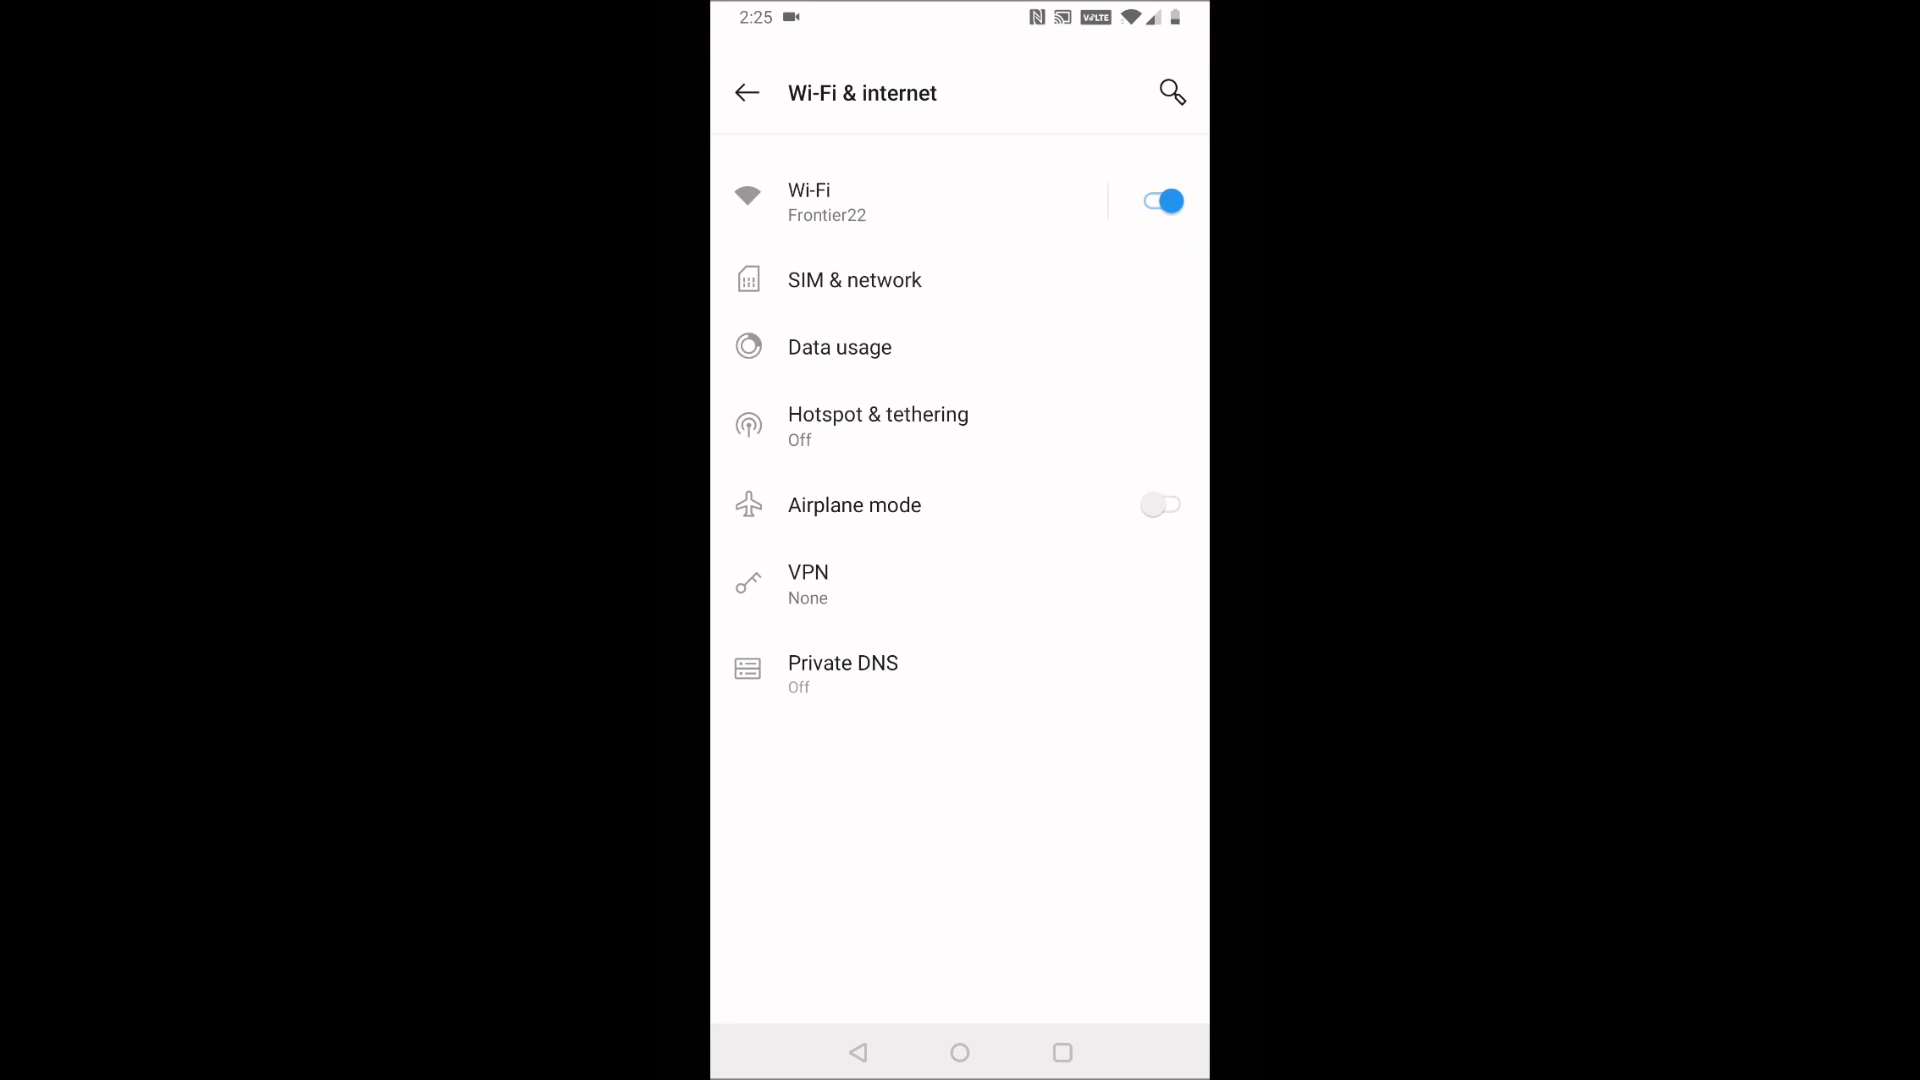 2:25
VoLTE
Wi-Fi & internet
Wi-Fi
Frontier22
SIM & network
Data usage
Hotspot & tethering
Off
Airplane mode
VPN
None
Private DNS
Off